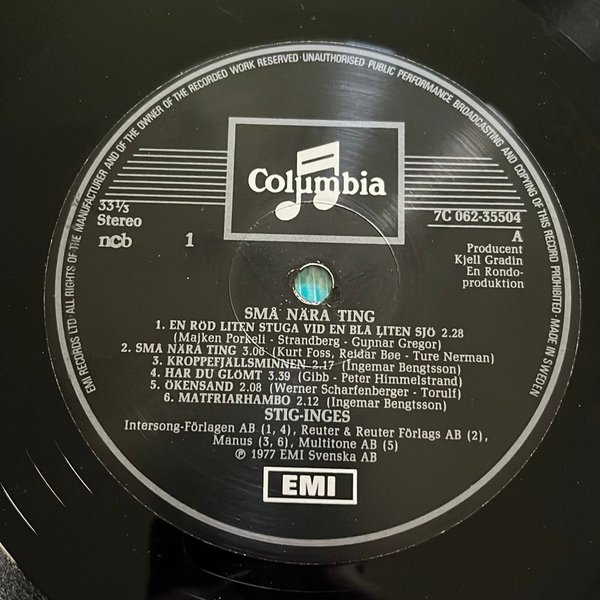 EMI RECORDS LTD · ALL RIGHTS OF THE MANUFACTURER AND OF THE OWNER OF THE RECORDED WORK RESERVED · UNAUTHORISED PUBLIC PERFORMANCE BROADCASTING AND COPYING OF THIS RECORD PROHIBITED · MADE IN SWEDEN
Columbia
33⅓
Stereo
ncb
1
7C 062-35504
A
Producent
Kjell Gradin
En Rondo-
produktion
SMÅ NÄRA TING
1. EN RÖD LITEN STUGA VID EN BLÅ LITEN SJÖ 2.28
(Majken Porkeli - Strandberg - Gunnar Gregor)
2. SMÅ NÄRA TING 3.06 (Kurt Foss, Reidar Bøe - Ture Nerman)
3. KROPPEFJÄLLSMINNEN 2.17 (Ingemar Bengtsson)
4. HAR DU GLÖMT 3.39 (Gibb - Peter Himmelstrand)
5. ÖKENSAND 2.08 (Werner Scharfenberger - Torulf)
6. MATFRIARHAMBO 2.12 (Ingemar Bengtsson)
STIG-INGES
Intersong-Förlagen AB (1, 4), Reuter & Reuter Förlags AB (2),
Manus (3, 6), Multitone AB (5)
℗ 1977 EMI Svenska AB
EMI